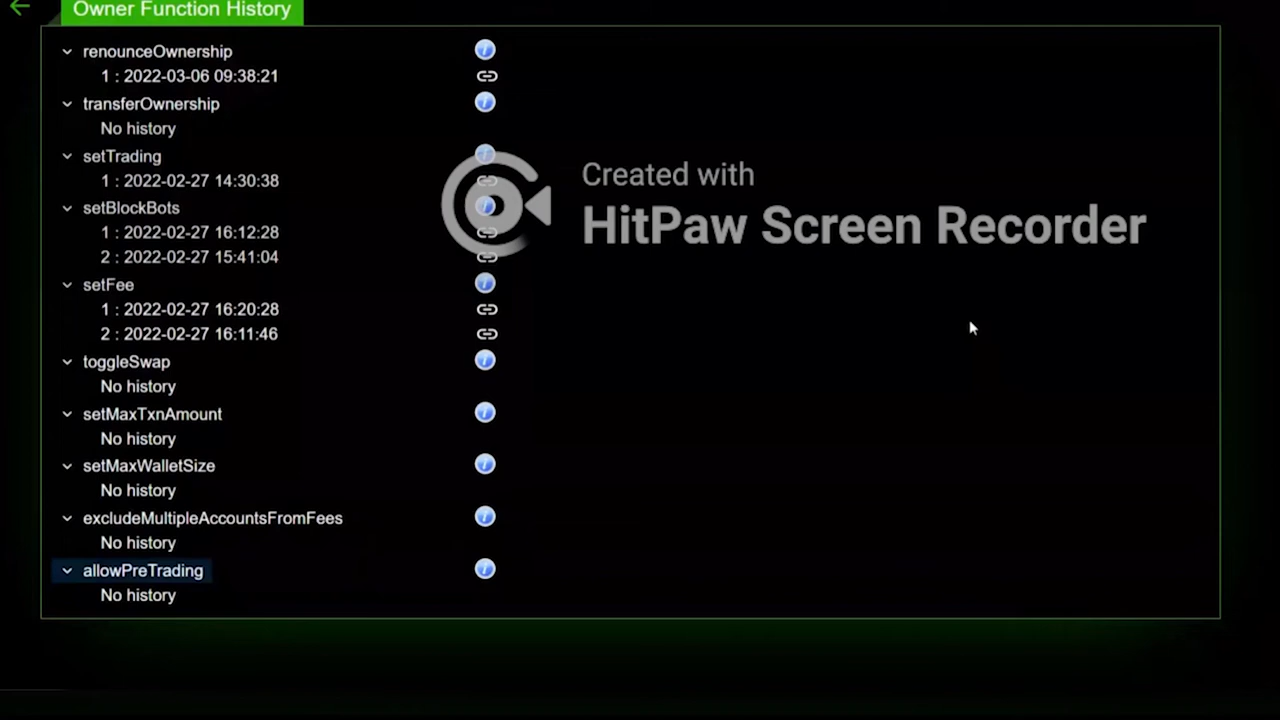 Owner Function History
renounceOwnership
1 : 2022-03-06 09:38:21
transferOwnership
No history
setTrading
1 : 2022-02-27 14:30:38
setBlockBots
1 : 2022-02-27 16:12:28
2 : 2022-02-27 15:41:04
setFee
1 : 2022-02-27 16:20:28
2 : 2022-02-27 16:11:46
toggleSwap
No history
setMaxTxnAmount
No history
setMaxWalletSize
No history
excludeMultipleAccountsFromFees
No history
allowPreTrading
No history
Created with
HitPaw Screen Recorder